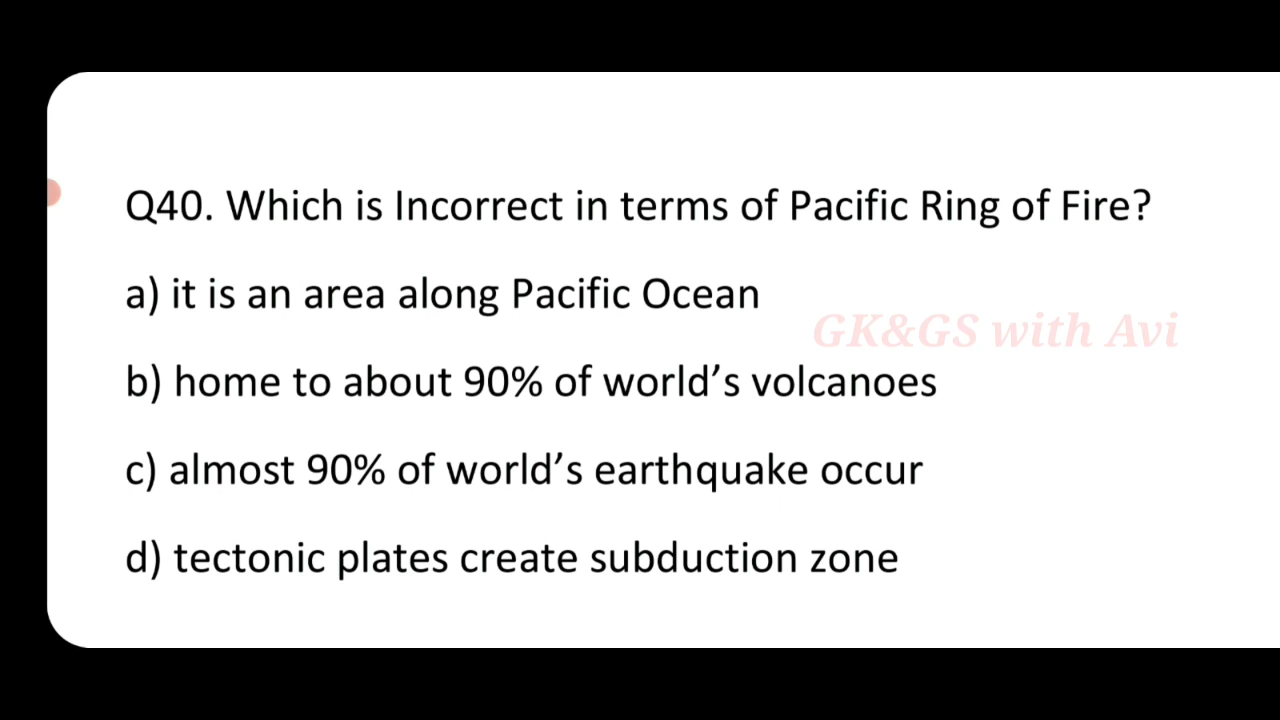 Q40. Which is Incorrect in terms of Pacific Ring of Fire?
a) it is an area along Pacific Ocean
GK&GS with Avi
b) home to about 90% of world’s volcanoes
c) almost 90% of world’s earthquake occur
d) tectonic plates create subduction zone